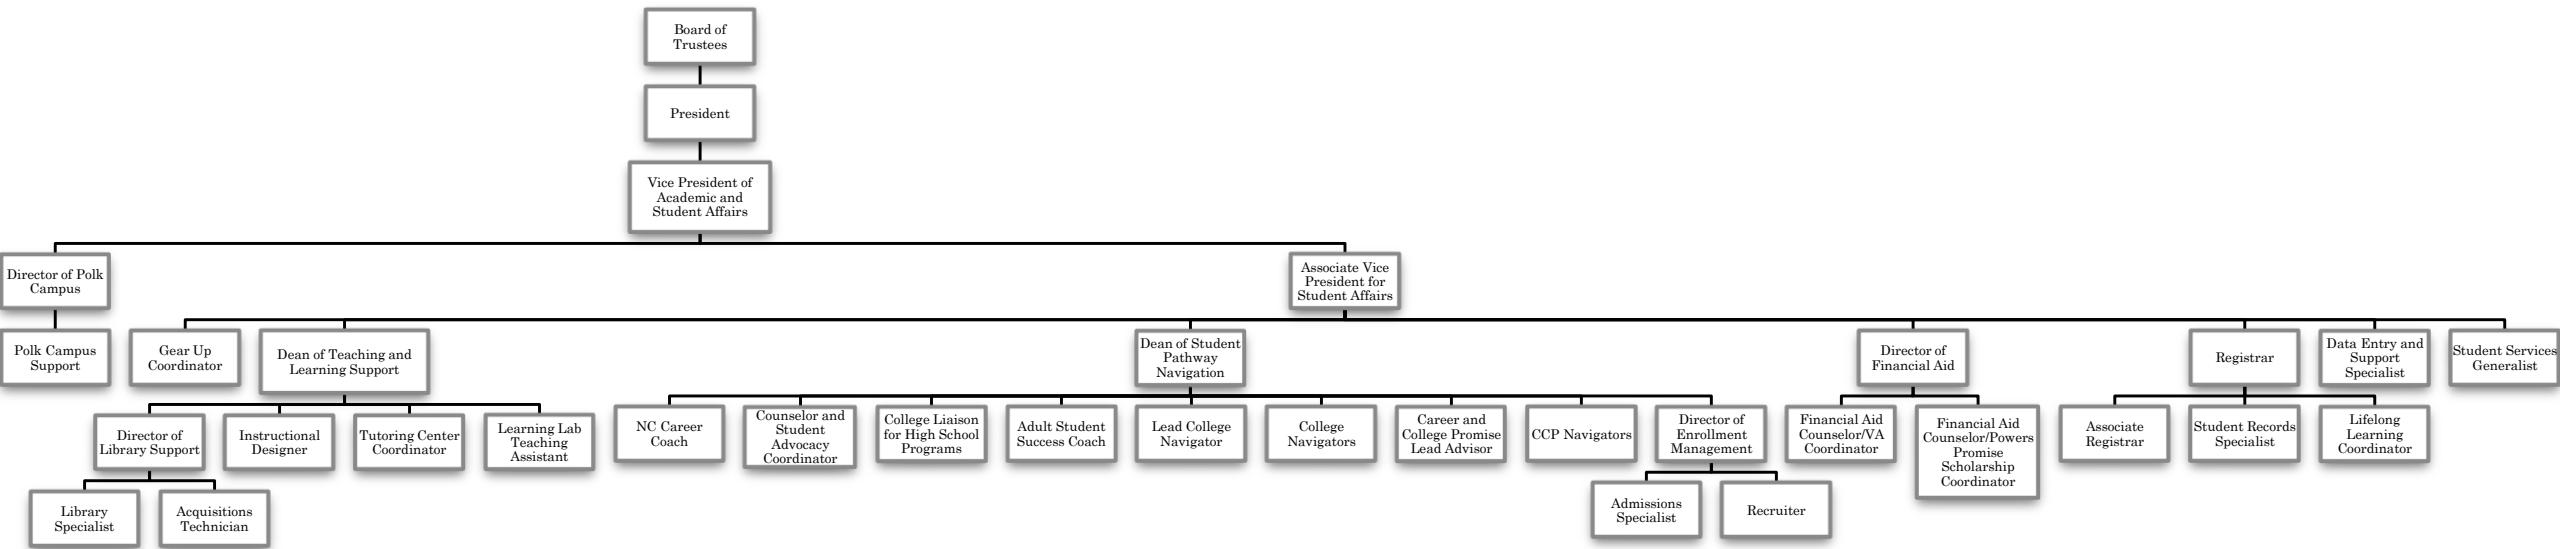 Board of
Trustees
President
Vice President of
Academic and
Student Affairs
Director of Polk
Campus
Associate Vice
President for
Student Affairs
Polk Campus
Support
Gear Up
Coordinator
Dean of Teaching and
Learning Support
Dean of Student
Pathway
Navigation
Director of
Financial Aid
Registrar
Data Entry and
Support
Specialist
Student Services
Generalist
Director of
Library Support
Instructional
Designer
Tutoring Center
Coordinator
Learning Lab
Teaching
Assistant
NC Career
Coach
Counselor and
Student
Advocacy
Coordinator
College Liaison
for High School
Programs
Adult Student
Success Coach
Lead College
Navigator
College
Navigators
Career and
College Promise
Lead Advisor
CCP Navigators
Director of
Enrollment
Management
Financial Aid
Counselor/VA
Coordinator
Financial Aid
Counselor/Powers
Promise
Scholarship
Coordinator
Associate
Registrar
Student Records
Specialist
Lifelong
Learning
Coordinator
Library
Specialist
Acquisitions
Technician
Admissions
Specialist
Recruiter